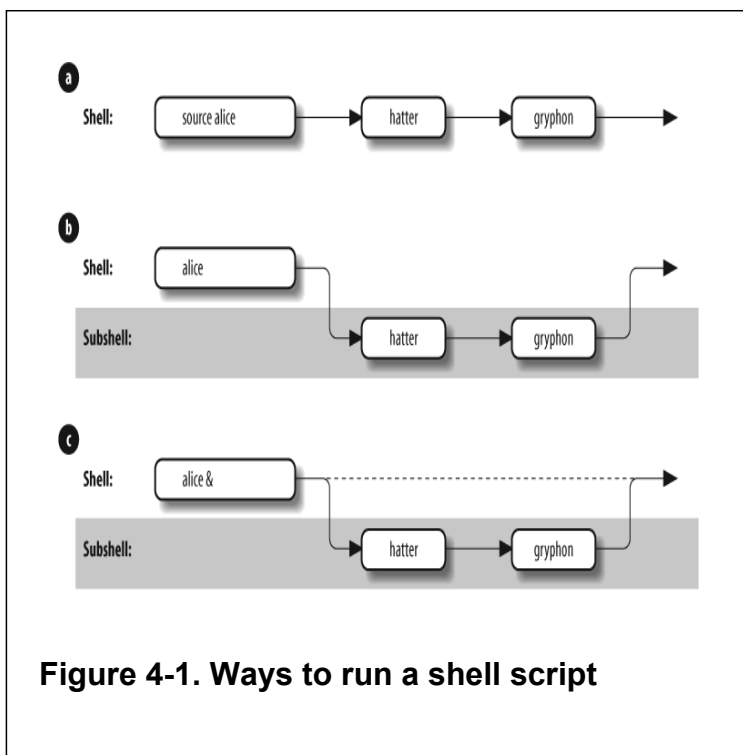 a
Shell: source alice hatter gryphon
b
Shell: alice
Subshell: hatter gryphon
c
Shell: alice &
Subshell: hatter gryphon
Figure 4-1. Ways to run a shell script